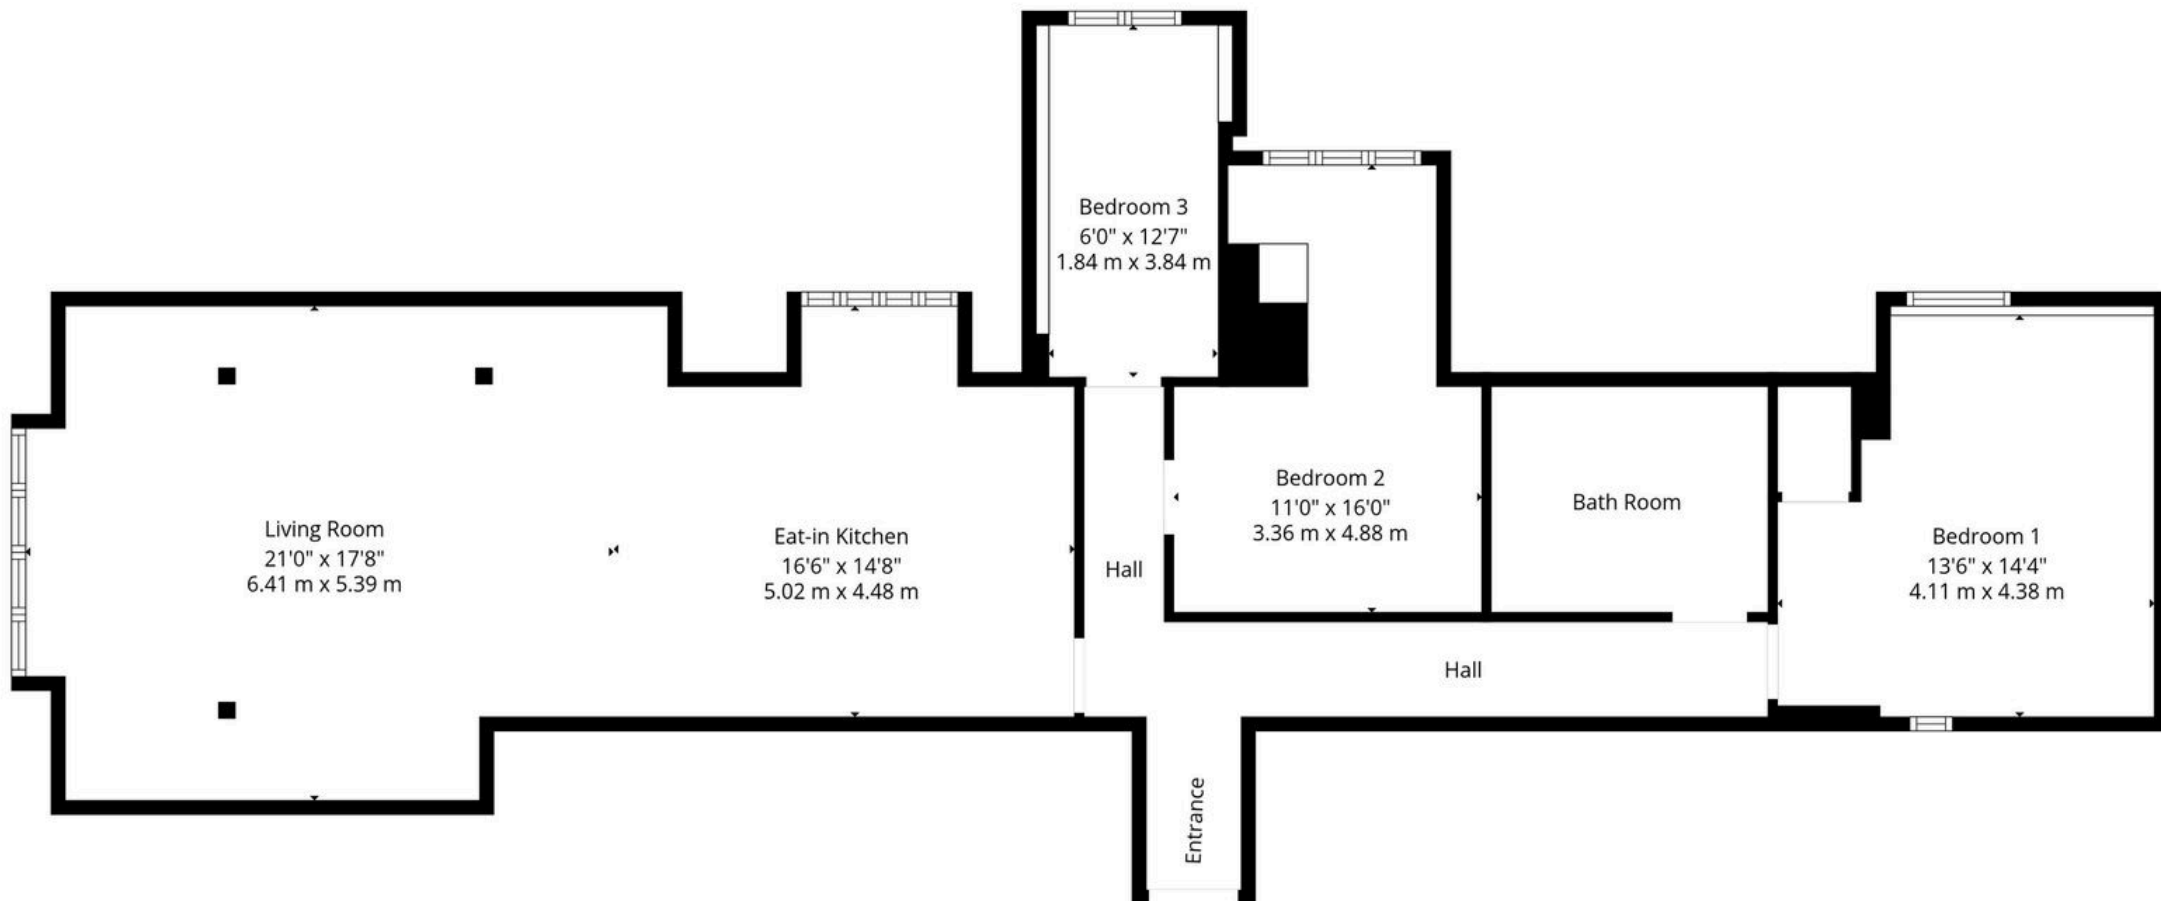 Bedroom 3
6'0" x 12'7"
1.84 m x 3.84 m
Living Room
21'0" x 17'8"
6.41 m x 5.39 m
Eat-in Kitchen
16'6" x 14'8"
5.02 m x 4.48 m
Hall
Bedroom 2
11'0" x 16'0"
3.36 m x 4.88 m
Bath Room
Bedroom 1
13'6" x 14'4"
4.11 m x 4.38 m
Hall
Entrance